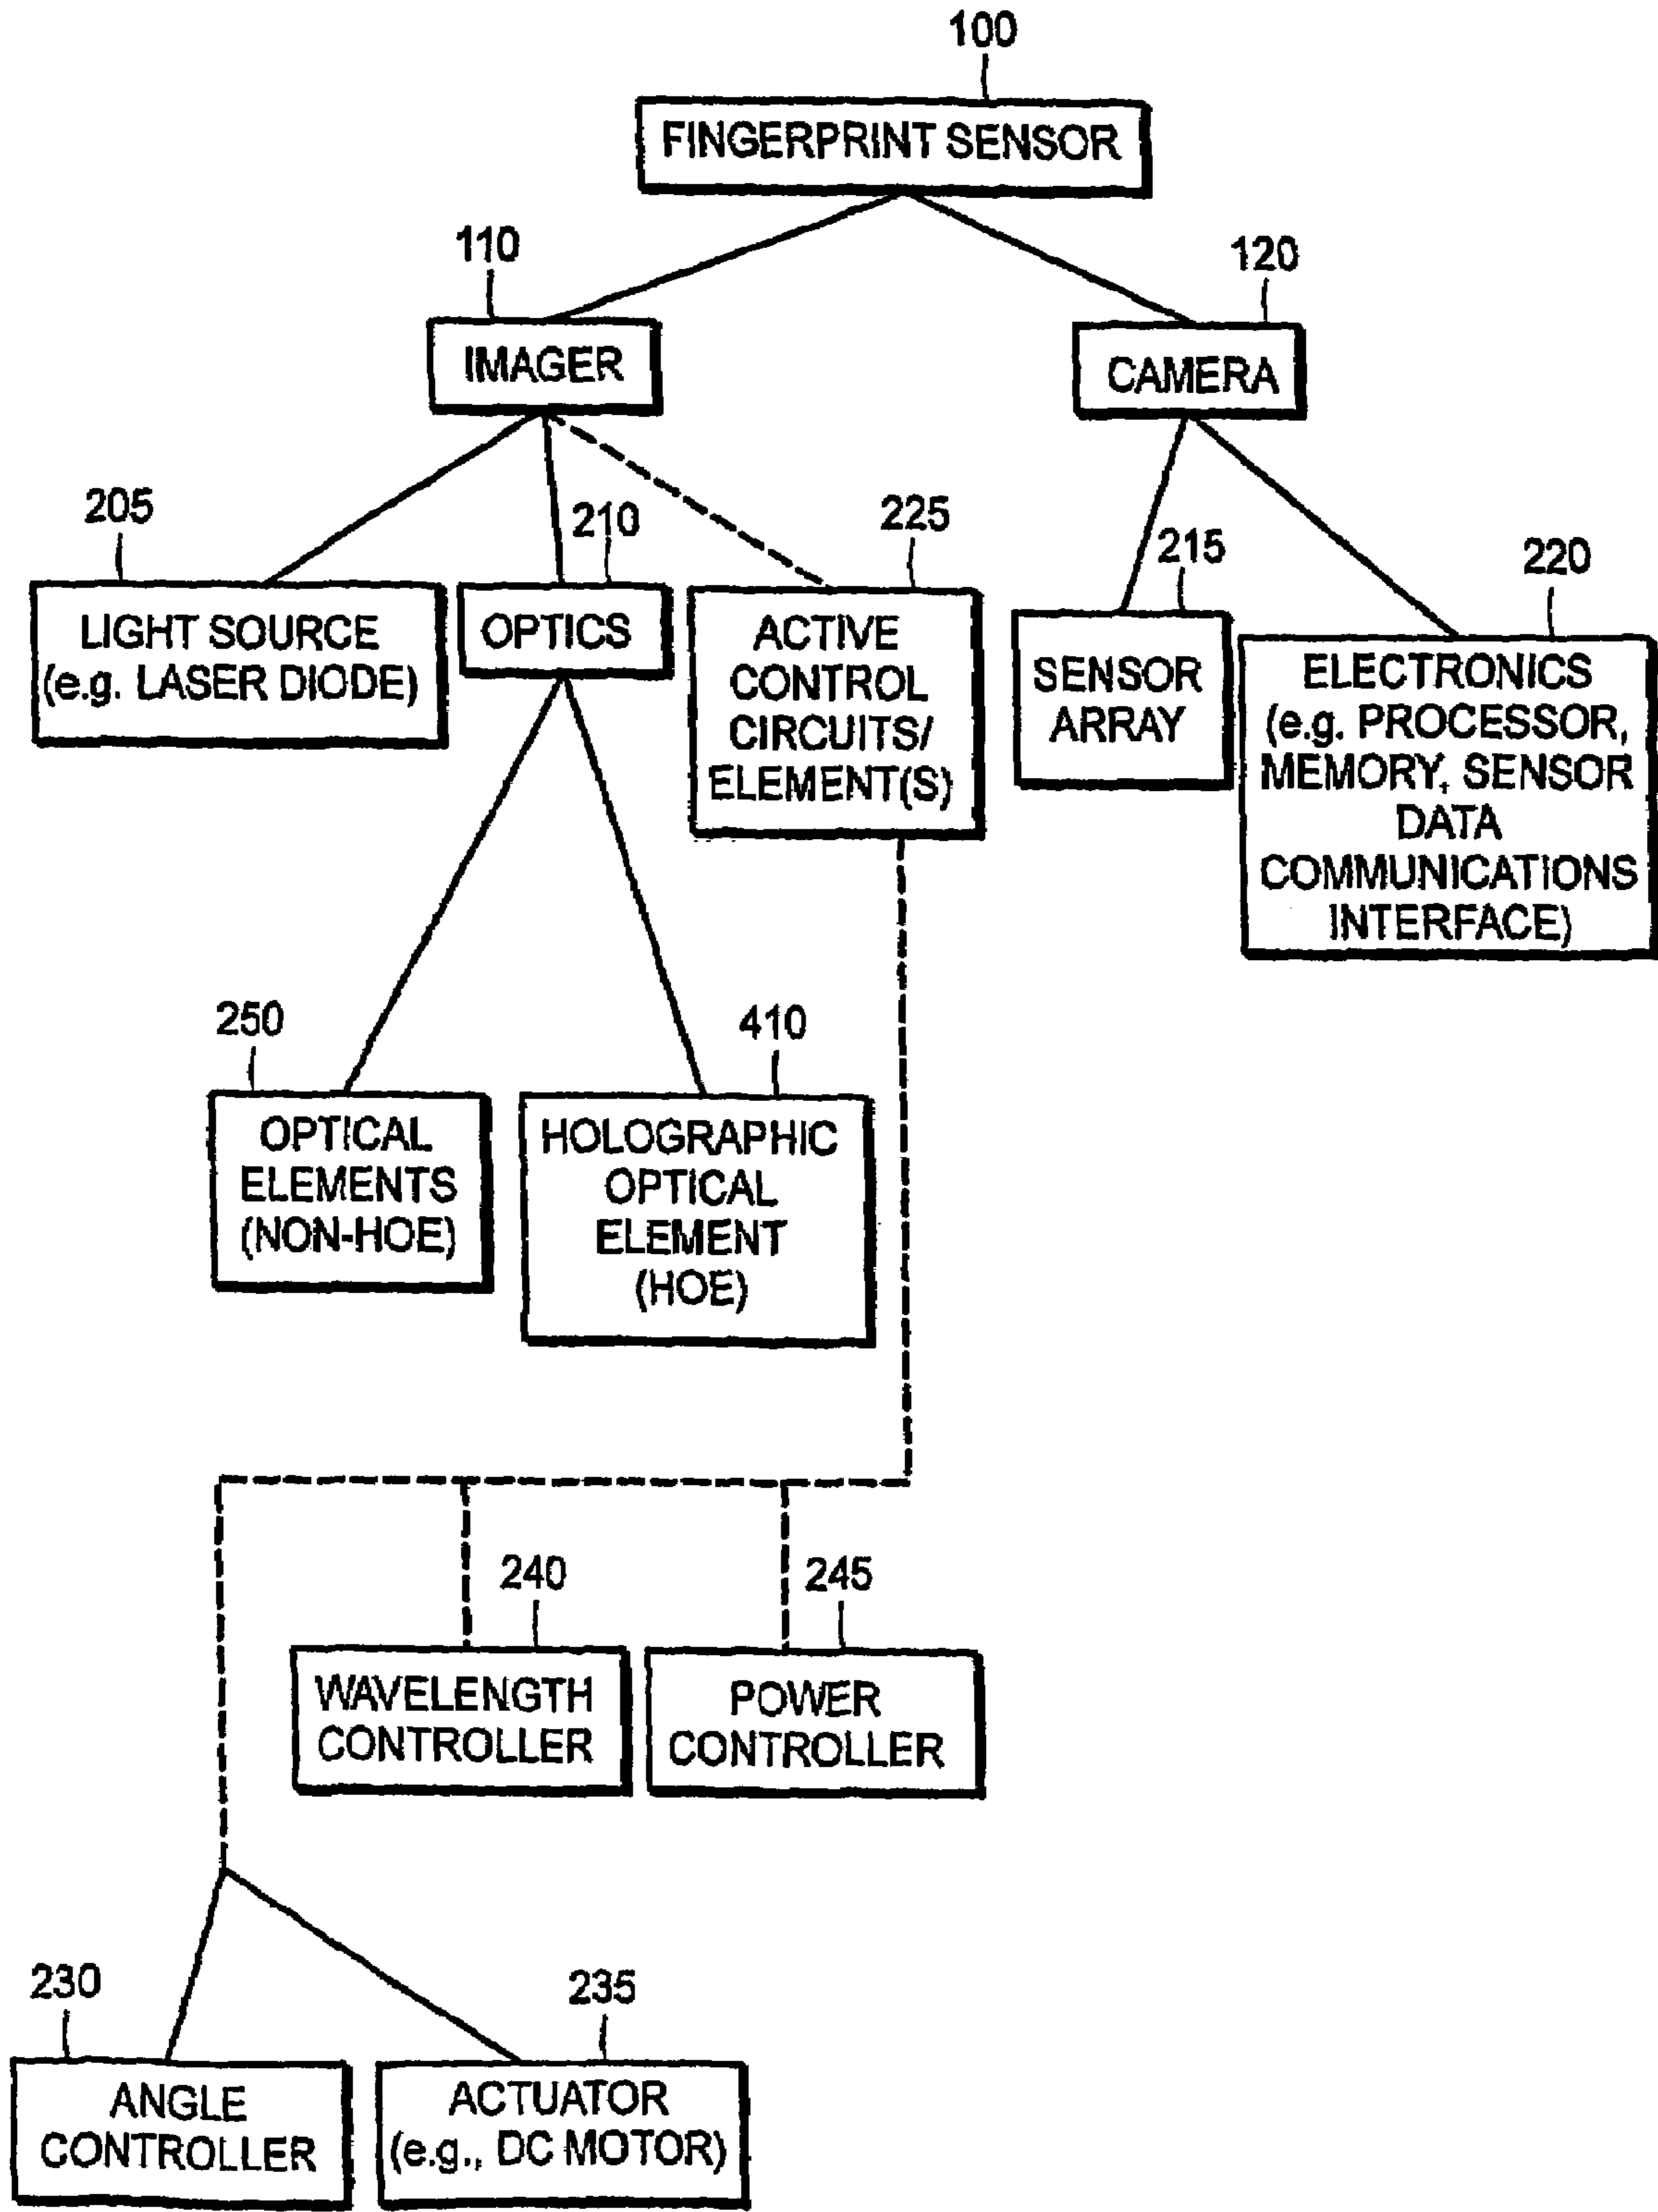 100
FINGERPRINT SENSOR
110
120
IMAGER
CAMERA
205
210
225
215
220
LIGHT SOURCE
(e.g. LASER DIODE)
OPTICS
ACTIVE
CONTROL
CIRCUITS/
ELEMENT(S)
SENSOR
ARRAY
ELECTRONICS
(e.g. PROCESSOR,
MEMORY, SENSOR
DATA
COMMUNICATIONS
INTERFACE)
250
410
OPTICAL
ELEMENTS
(NON-HOE)
HOLOGRAPHIC
OPTICAL
ELEMENT
(HOE)
240
245
WAVELENGTH
CONTROLLER
POWER
CONTROLLER
230
235
ANGLE
CONTROLLER
ACTUATOR
(e.g., DC MOTOR)